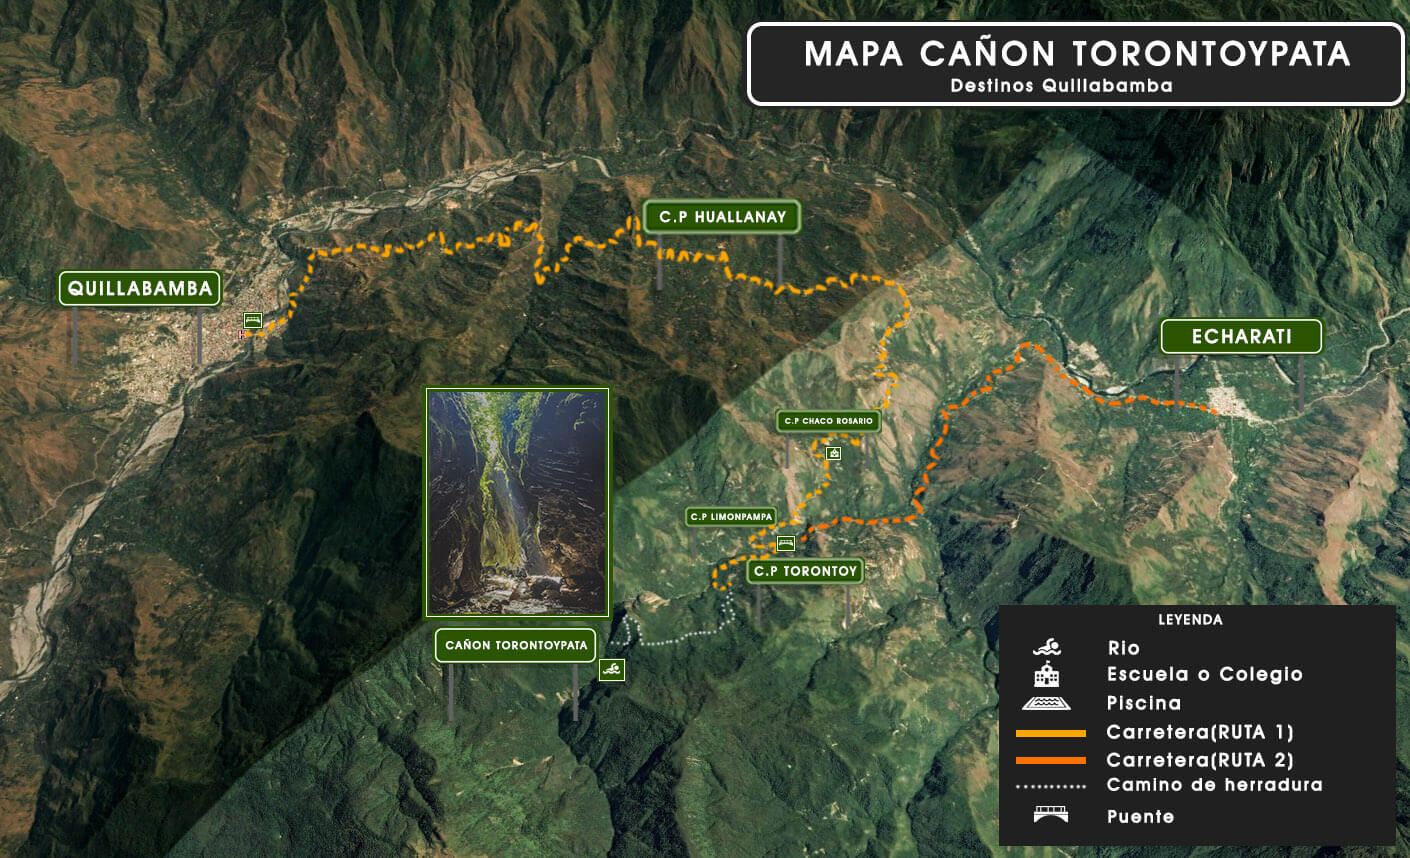 MAPA CAÑON TORONTOYPATA
Destinos Quillabamba
C.P HUALLANAY
QUILLABAMBA
ECHARATI
C.P CHACO ROSARIO
C.P LIMONPAMPA
C.P TORONTOY
CAÑON TORONTOYPATA
LEYENDA
Rio
Escuela o Colegio
Piscina
Carretera(RUTA 1)
Carretera(RUTA 2)
Camino de herradura
Puente